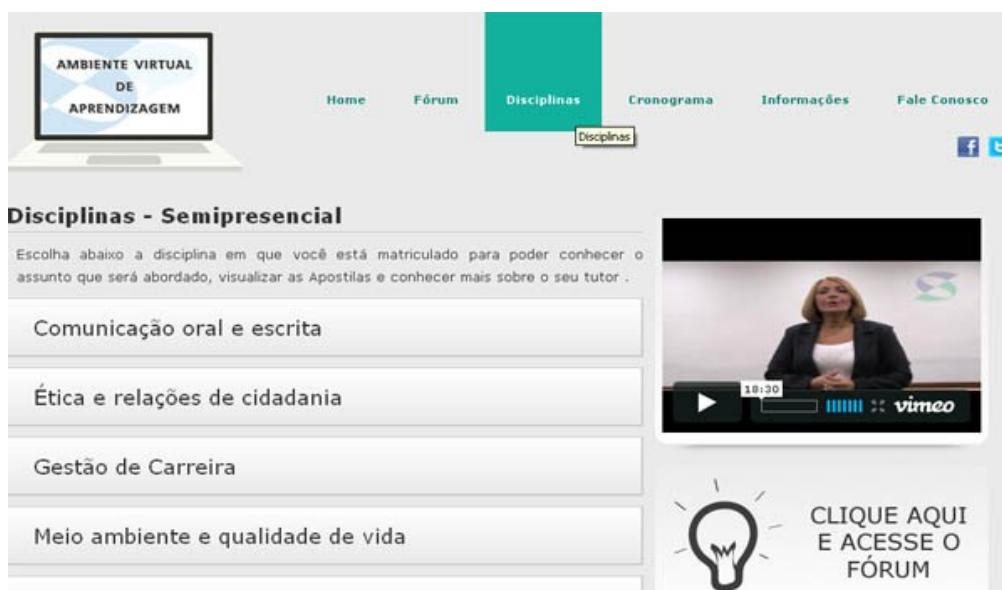 AMBIENTE VIRTUAL
DE
APRENDIZAGEM
Home
Fórum
Disciplinas
Cronograma
Informações
Fale Conosco
Disciplinas
Disciplinas - Semipresencial
Escolha abaixo a disciplina em que você está matriculado para poder conhecer o
assunto que será abordado, visualizar as Apostilas e conhecer mais sobre o seu tutor .
Comunicação oral e escrita
Ética e relações de cidadania
Gestão de Carreira
Meio ambiente e qualidade de vida
18:30
vimeo
CLIQUE AQUI
E ACESSE O
FÓRUM